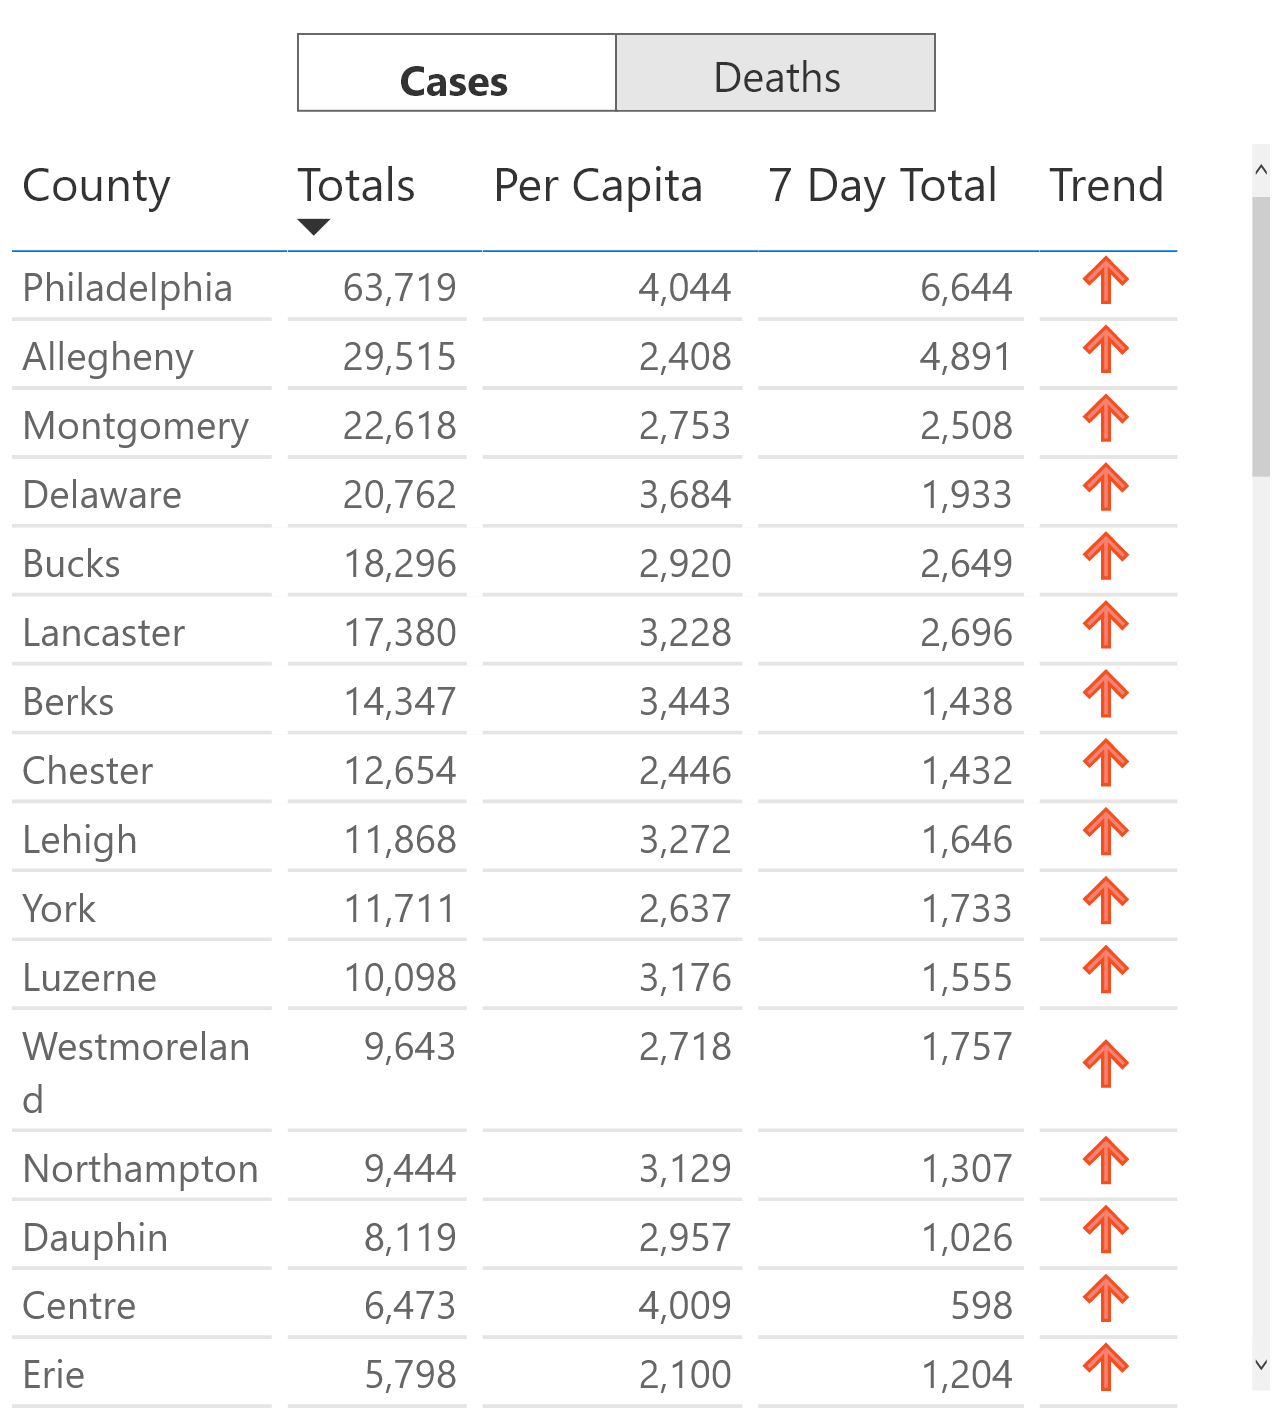 Cases Deaths
County Totals Per Capita 7 Day Total Trend
Philadelphia 63,719 4,044 6,644
Allegheny 29,515 2,408 4,891
Montgomery 22,618 2,753 2,508
Delaware 20,762 3,684 1,933
Bucks 18,296 2,920 2,649
Lancaster 17,380 3,228 2,696
Berks 14,347 3,443 1,438
Chester 12,654 2,446 1,432
Lehigh 11,868 3,272 1,646
York 11,711 2,637 1,733
Luzerne 10,098 3,176 1,555
Westmorelan 9,643 2,718 1,757
d
Northampton 9,444 3,129 1,307
Dauphin 8,119 2,957 1,026
Centre 6,473 4,009 598
Erie 5,798 2,100 1,204